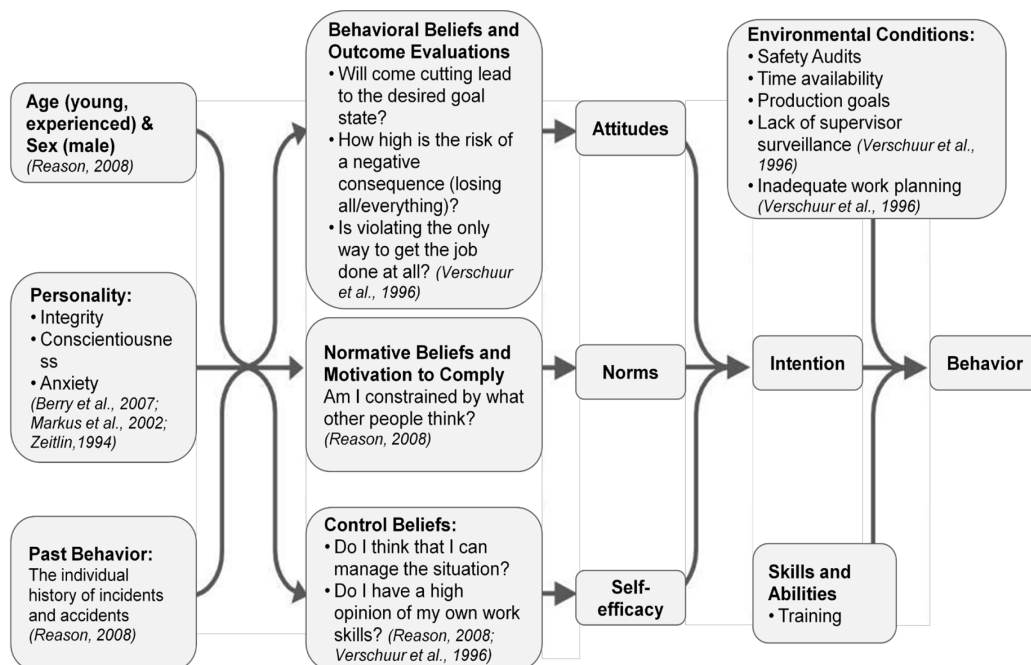 Age (young,
experienced) &
Sex (male)
(Reason, 2008)
Personality:
• Integrity
• Conscientiousne
ss
• Anxiety
(Berry et al., 2007;
Markus et al., 2002;
Zeitlin,1994)
Past Behavior:
The individual
history of incidents
and accidents
(Reason, 2008)
Behavioral Beliefs and
Outcome Evaluations
• Will come cutting lead
to the desired goal
state?
• How high is the risk of
a negative
consequence (losing
all/everything)?
• Is violating the only
way to get the job
done at all? (Verschuur
et al., 1996)
Normative Beliefs and
Motivation to Comply
Am I constrained by what
other people think?
(Reason, 2008)
Control Beliefs:
• Do I think that I can
manage the situation?
• Do I have a high
opinion of my own work
skills? (Reason, 2008;
Verschuur et al., 1996)
Attitudes
Norms
Self-
efficacy
Environmental Conditions:
• Safety Audits
• Time availability
• Production goals
• Lack of supervisor
surveillance (Verschuur et al.,
1996)
• Inadequate work planning
(Verschuur et al., 1996)
Intention
Behavior
Skills and
Abilities
• Training